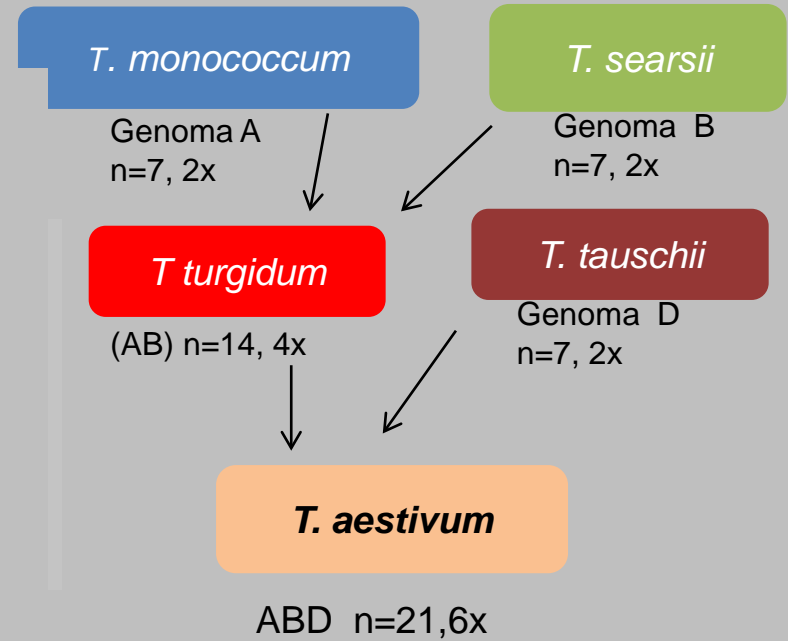 T. monococcum
T. searsii
Genoma A
n=7, 2x
Genoma B
n=7, 2x
T turgidum
T. tauschii
(AB) n=14, 4x
Genoma D
n=7, 2x
T. aestivum
ABD n=21,6x